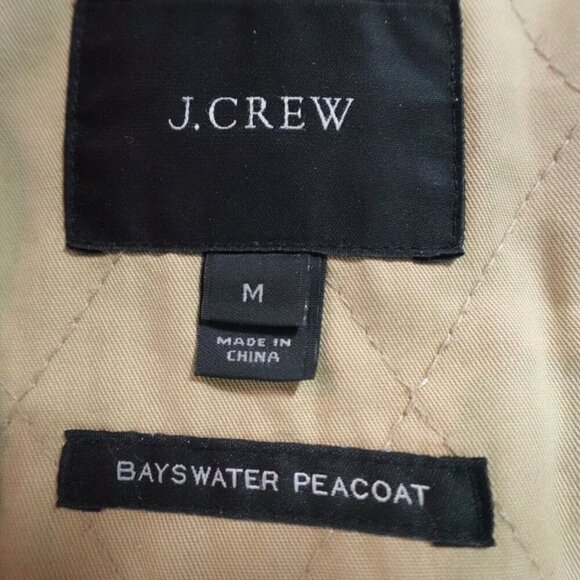 J.CREW
M
MADE IN
CHINA
BAYSWATER PEACOAT